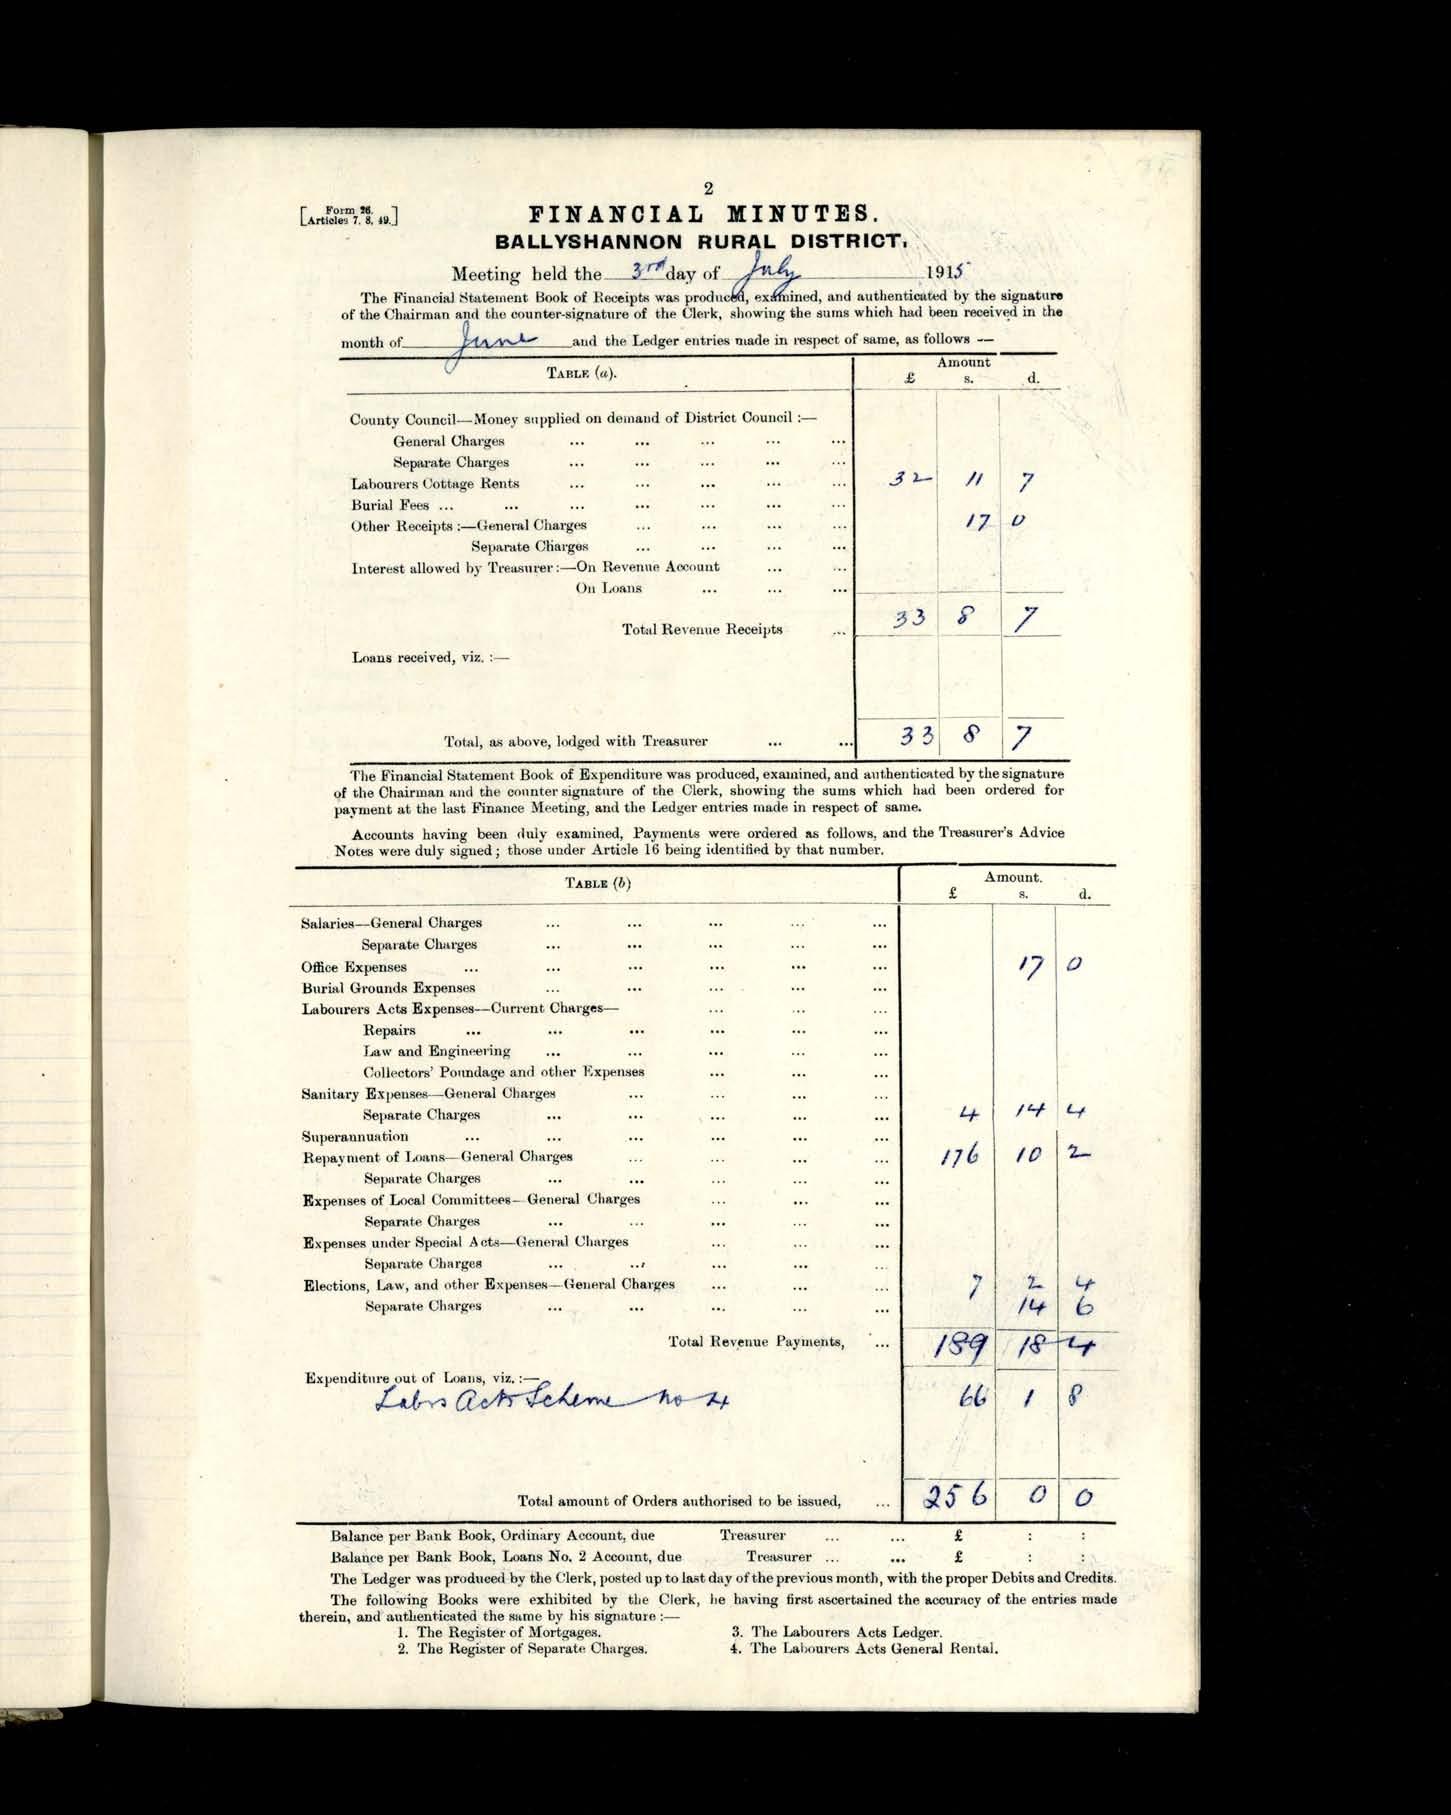 2
[Form 26.
Articles 7, 8, 49.]
FINANCIAL MINUTES.
BALLYSHANNON RURAL DISTRICT.
Meeting held the 3rd day of July 1915
The Financial Statement Book of Receipts was produced, examined, and authenticated by the signature
of the Chairman and the counter-signature of the Clerk, showing the sums which had been received in the
month of June and the Ledger entries made in respect of same, as follows —
TABLE (a). Amount
£ s. d.
County Council—Money supplied on demand of District Council :—
General Charges ... ... ... ... ...
Separate Charges ... ... ... ... ...
Labourers Cottage Rents ... ... ... ... ... 32 11 7
Burial Fees ... ... ... ... ... ... ...
Other Receipts :—General Charges ... ... ... ... 17 0
Separate Charges ... ... ... ...
Interest allowed by Treasurer :—On Revenue Account ... ...
On Loans ... ... ...
Total Revenue Receipts ... 33 8 7
Loans received, viz. :—
Total, as above, lodged with Treasurer ... ... 33 8 7
The Financial Statement Book of Expenditure was produced, examined, and authenticated by the signature
of the Chairman and the counter signature of the Clerk, showing the sums which had been ordered for
payment at the last Finance Meeting, and the Ledger entries made in respect of same.
Accounts having been duly examined, Payments were ordered as follows, and the Treasurer's Advice
Notes were duly signed ; those under Article 16 being identified by that number.
TABLE (b) Amount.
£ s. d.
Salaries—General Charges ... ... ... ... ...
Separate Charges ... ... ... ... ...
Office Expenses ... ... ... ... ... ... 17 0
Burial Grounds Expenses ... ... ... ... ...
Labourers Acts Expenses—Current Charges— ... ... ...
Repairs ... ... ... ... ... ...
Law and Engineering ... ... ... ... ...
Collectors' Poundage and other Expenses ... ... ...
Sanitary Expenses—General Charges ... ... ... ...
Separate Charges ... ... ... ... ... 4 14 4
Superannuation ... ... ... ... ... ...
Repayment of Loans—General Charges ... ... ... ... 176 10 2
Separate Charges ... ... ... ... ...
Expenses of Local Committees—General Charges ... ... ...
Separate Charges ... ... ... ... ...
Expenses under Special Acts—General Charges ... ... ...
Separate Charges ... ... ... ... ...
Elections, Law, and other Expenses—General Charges ... ... ... 7 2 4
Separate Charges ... ... ... ... ... 14 6
Total Revenue Payments, ... 189 18 4
Expenditure out of Loans, viz. :—
Labrs Acts Scheme No 4 66 1 8
Total amount of Orders authorised to be issued, ... 256 0 0
Balance per Bank Book, Ordinary Account, due Treasurer ... ... £ : :
Balance per Bank Book, Loans No. 2 Account, due Treasurer ... ... £ : :
The Ledger was produced by the Clerk, posted up to last day of the previous month, with the proper Debits and Credits.
The following Books were exhibited by the Clerk, he having first ascertained the accuracy of the entries made
therein, and authenticated the same by his signature :—
1. The Register of Mortgages. 3. The Labourers Acts Ledger.
2. The Register of Separate Charges. 4. The Labourers Acts General Rental.